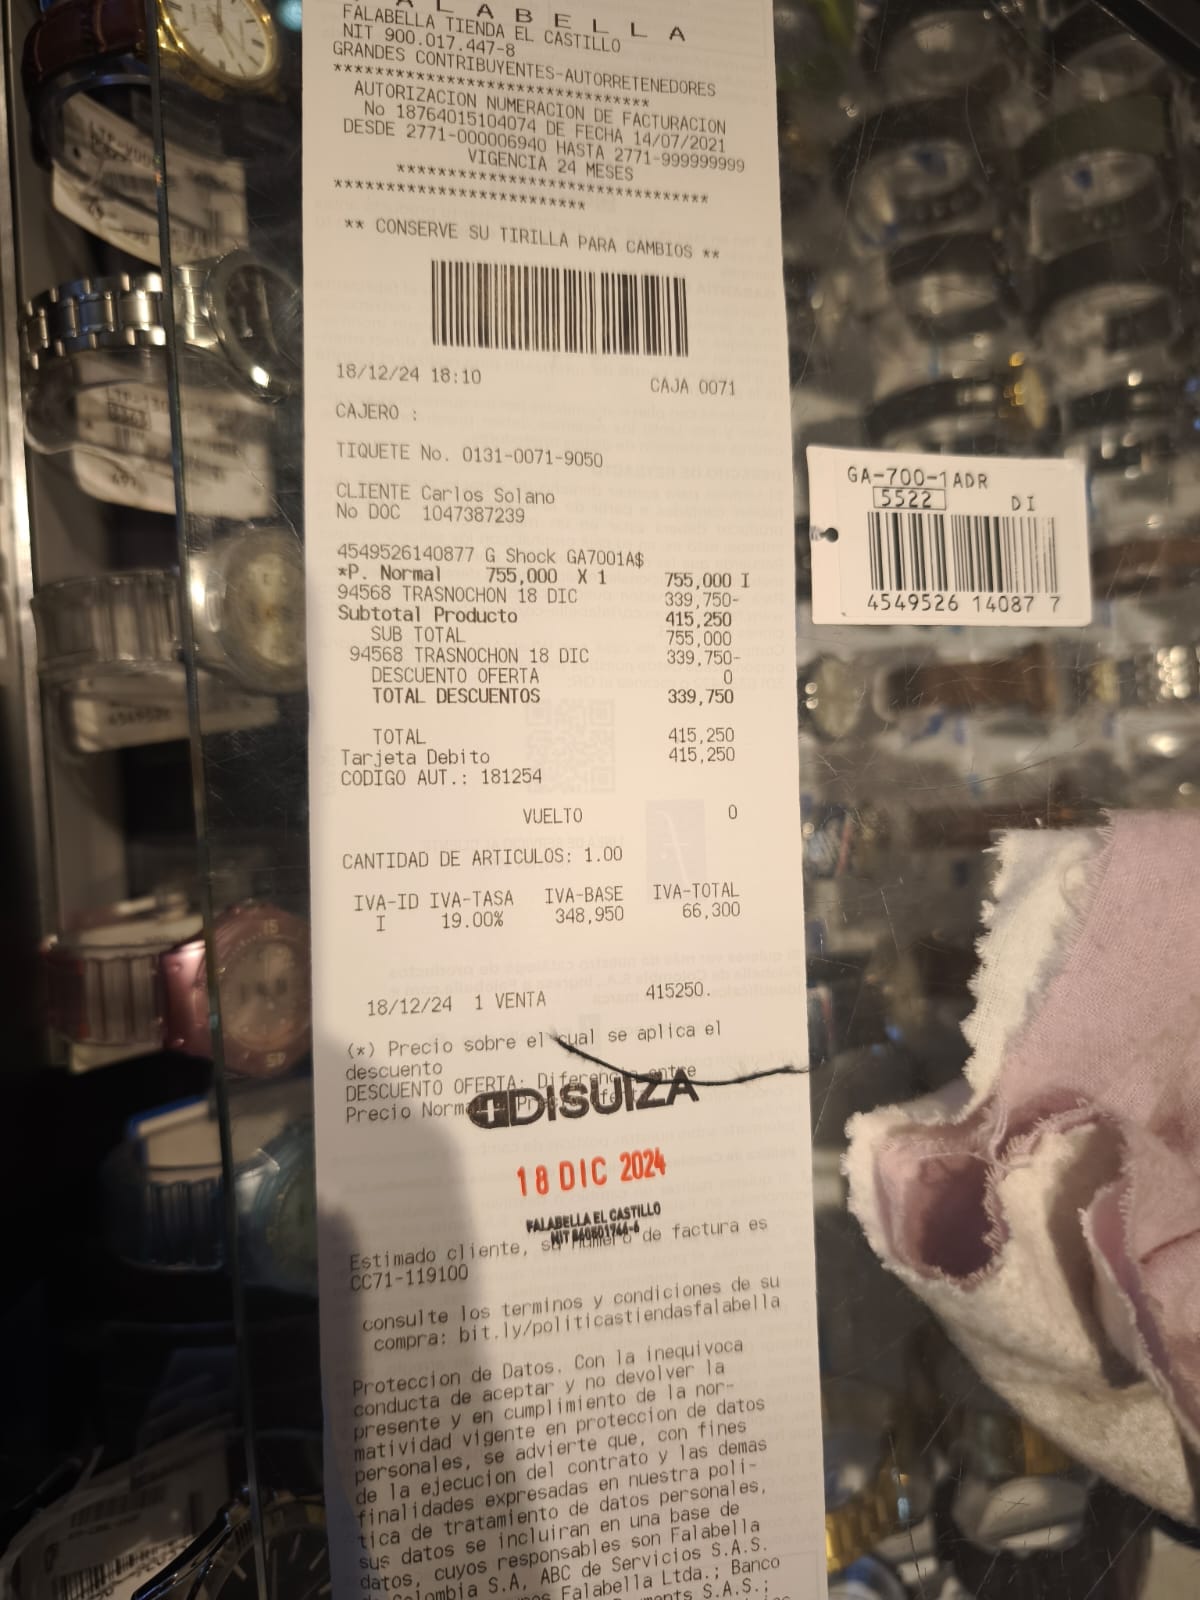 FALABELLA
FALABELLA TIENDA EL CASTILLO
NIT 900.017.447-8
GRANDES CONTRIBUYENTES-AUTORRETENEDORES
******************************
AUTORIZACION NUMERACION DE FACTURACION
No 18764015104074 DE FECHA 14/07/2021
DESDE 2771-000006940 HASTA 2771-999999999
VIGENCIA 24 MESES
******************************
************************
** CONSERVE SU TIRILLA PARA CAMBIOS **
18/12/24 18:10 CAJA 0071
CAJERO :
TIQUETE No. 0131-0071-9050
CLIENTE Carlos Solano
No DOC 1047387239
4549526140877 G Shock GA7001A$
*P. Normal 755,000 X 1 755,000 I
94568 TRASNOCHON 18 DIC 339,750-
Subtotal Producto 415,250
SUB TOTAL 755,000
94568 TRASNOCHON 18 DIC 339,750-
DESCUENTO OFERTA 0
TOTAL DESCUENTOS 339,750
TOTAL 415,250
Tarjeta Debito 415,250
CODIGO AUT.: 181254
VUELTO 0
CANTIDAD DE ARTICULOS: 1.00
IVA-ID IVA-TASA IVA-BASE IVA-TOTAL
I 19.00% 348,950 66,300
18/12/24 1 VENTA 415250.
(*) Precio sobre el cual se aplica el
descuento
DESCUENTO OFERTA: Diferencia entre
Precio Normal
DISUIZA
18 DIC 2024
FALABELLA EL CASTILLO
NIT
Estimado cliente, su numero de factura es
CC71-119100
consulte los terminos y condiciones de su
compra: bit.ly/politicastiendasfalabella
Proteccion de Datos. Con la inequivoca
conducta de aceptar y no devolver la
presente y en cumplimiento de la nor-
matividad vigente en proteccion de datos
personales, se advierte que, con fines
de la ejecucion del contrato y las demas
finalidades expresadas en nuestra poli-
tica de tratamiento de datos personales,
sus datos se incluiran en una base de
datos, cuyos responsables son Falabella
Colombia S.A, ABC de Servicios S.A.S.
Falabella Ltda.; Banco
S.A.S.;
GA-700-1ADR
5522 DI
4549526 14087 7